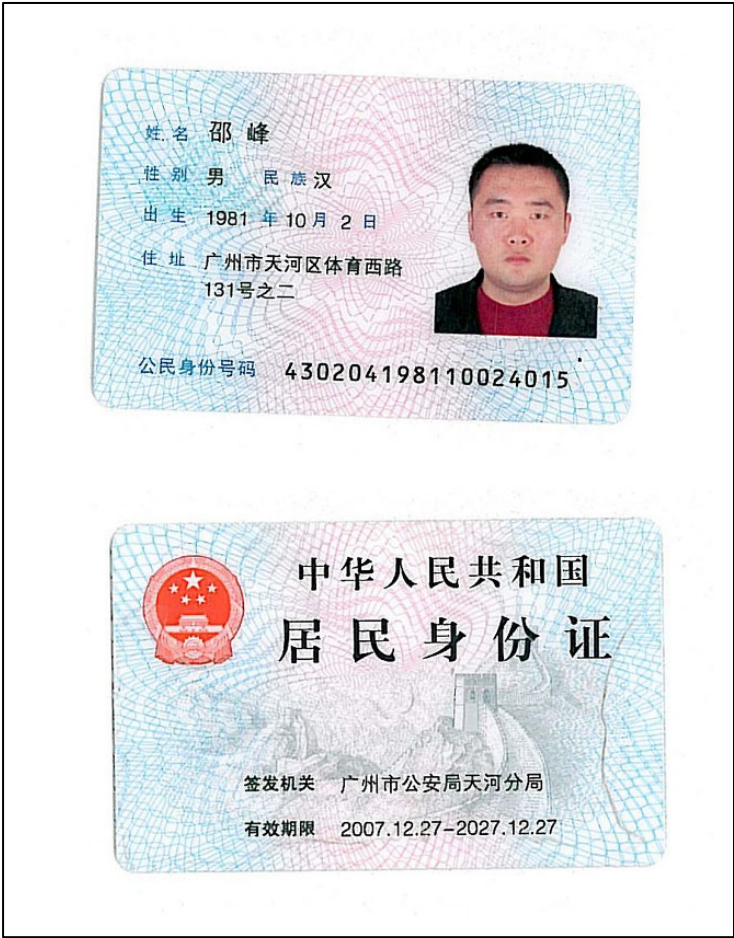 姓名 邵峰
性别 男 民族 汉
出生 1981 年 10 月 2 日
住址 广州市天河区体育西路
131号之二
公民身份号码 430204198110024015
中华人民共和国
居民身份证
签发机关 广州市公安局天河分局
有效期限 2007.12.27-2027.12.27